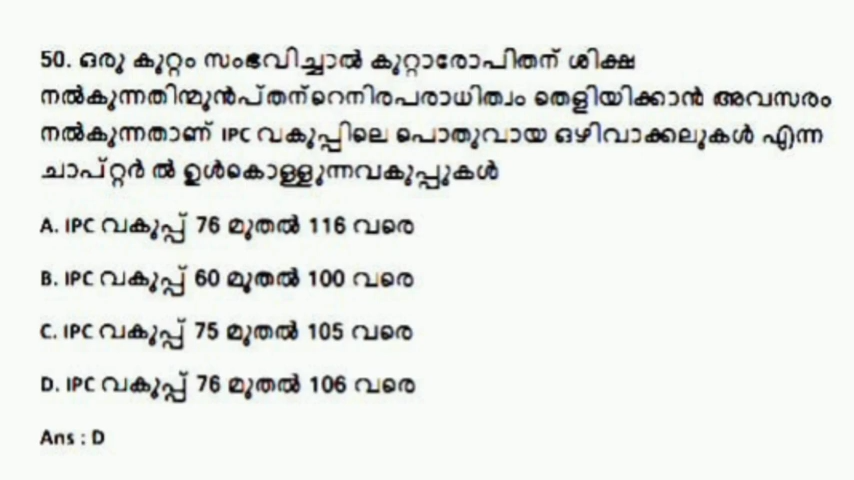 50. ഒരു കുറ്റം സംഭവിച്ചാൽ കുറ്റാരോപിതന് ശിക്ഷ
നൽകുന്നതിന്മുൻപ്തന്റെനിരപരാധിത്വം തെളിയിക്കാൻ അവസരം
നൽകുന്നതാണ് IPC വകുപ്പിലെ പൊതുവായ ഒഴിവാക്കലുകൾ എന്ന
ചാപ്റ്റർ ൽ ഉൾകൊള്ളുന്നവകുപ്പുകൾ
A. IPC വകുപ്പ് 76 മുതൽ 116 വരെ
B. IPC വകുപ്പ് 60 മുതൽ 100 വരെ
C. IPC വകുപ്പ് 75 മുതൽ 105 വരെ
D. IPC വകുപ്പ് 76 മുതൽ 106 വരെ
Ans : D